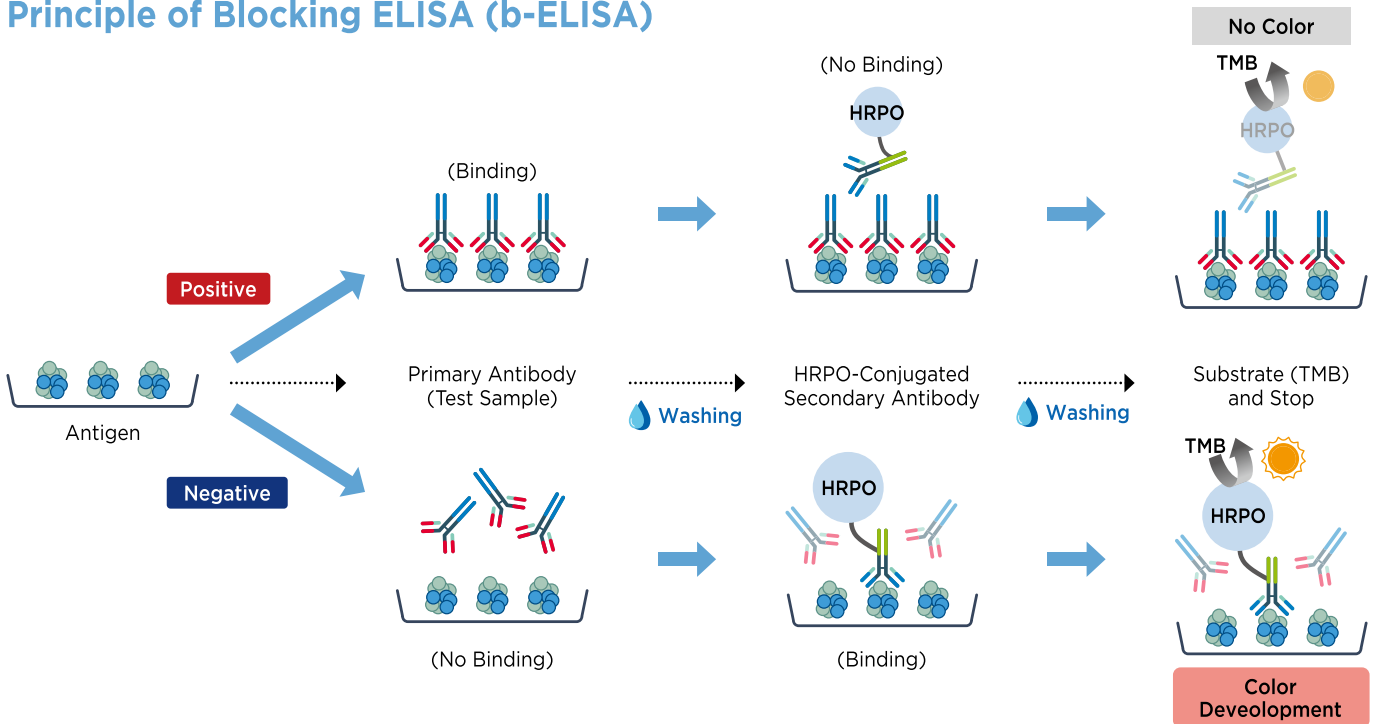 Principle of Blocking ELISA (b-ELISA)
No Color
TMB
HRPO
(No Binding)
HRPO
(Binding)
Positive
Antigen
Primary Antibody
(Test Sample)
Washing
HRPO-Conjugated
Secondary Antibody
Washing
Substrate (TMB)
and Stop
Negative
(No Binding)
HRPO
(Binding)
TMB
HRPO
Color
Deveolopment